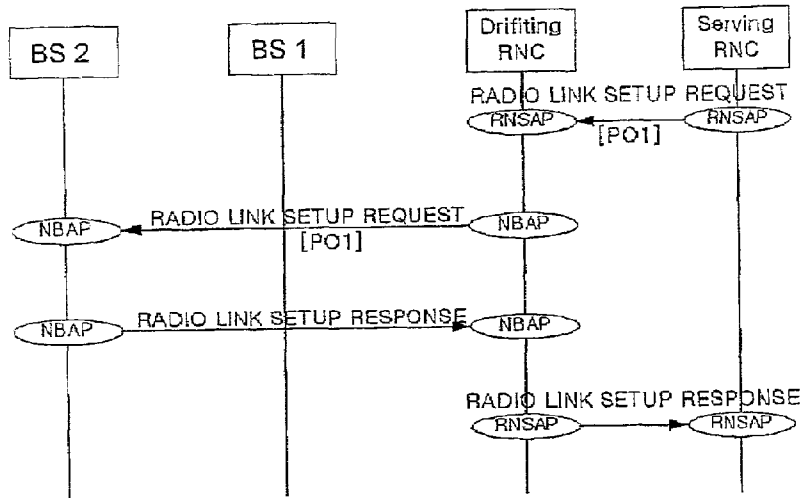 BS 2
BS 1
Drifiting
RNC
Serving
RNC
RADIO LINK SETUP REQUEST
RNSAP
RNSAP
[PO1]
RADIO LINK SETUP REQUEST
NBAP
NBAP
[PO1]
RADIO LINK SETUP RESPONSE
NBAP
NBAP
RADIO LINK SETUP RESPONSE
RNSAP
RNSAP